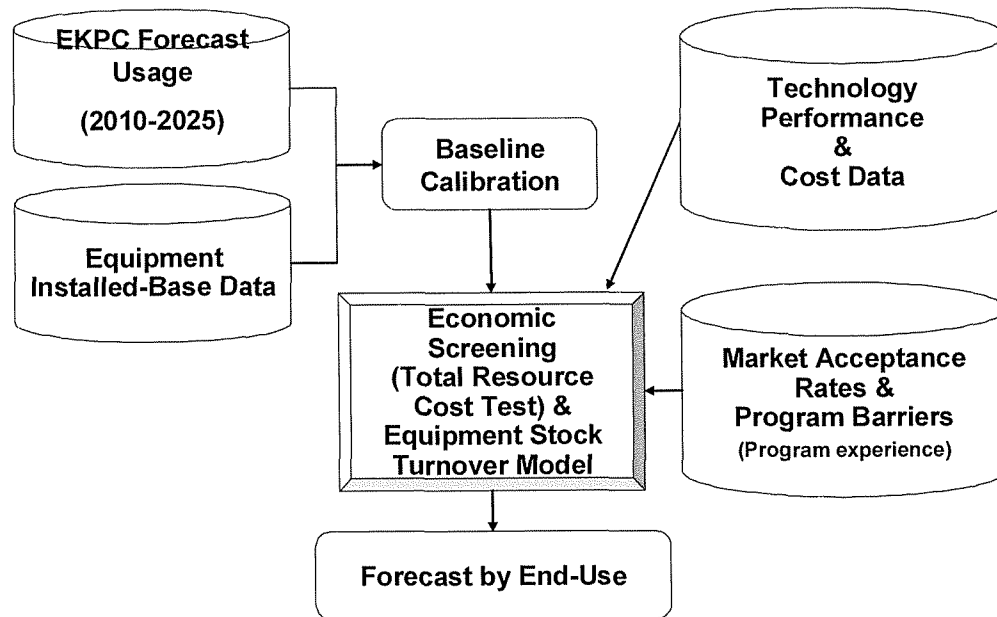 EKPC Forecast
Usage
(2010-2025)
Equipment
Installed-Base Data
Baseline
Calibration
Technology
Performance
&
Cost Data
Economic
Screening
(Total Resource
Cost Test) &
Equipment Stock
Turnover Model
Market Acceptance
Rates &
Program Barriers
(Program experience)
Forecast by End-Use